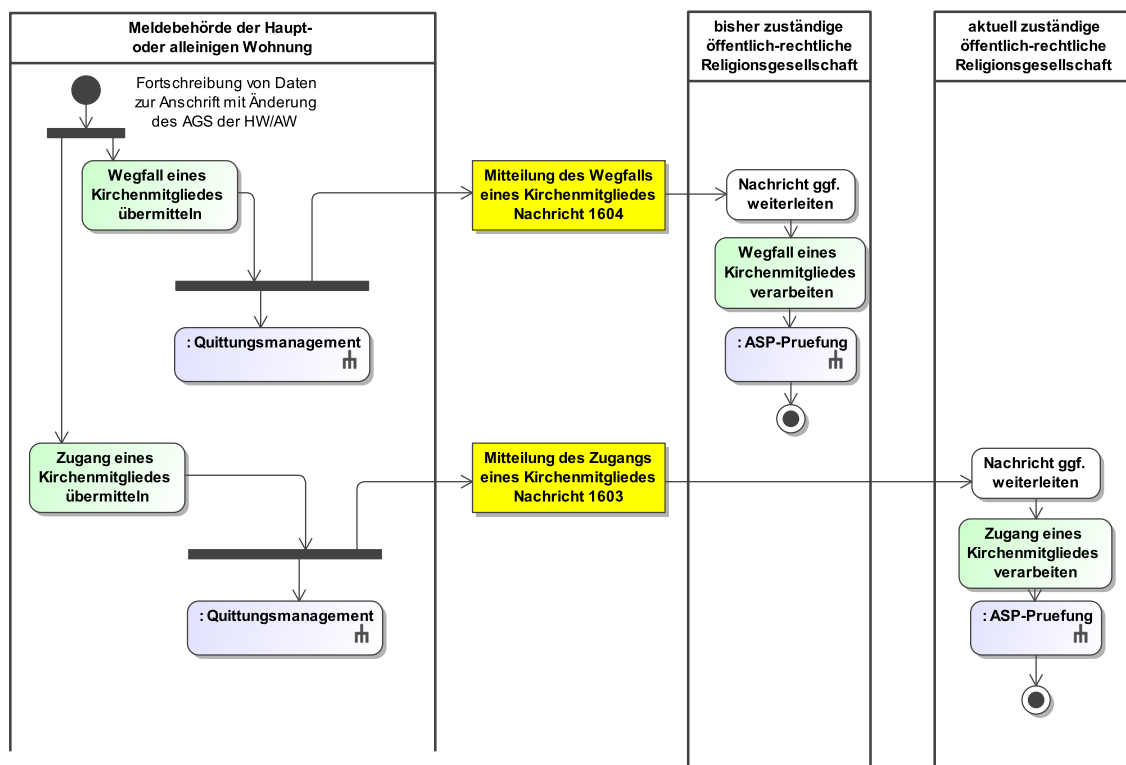 Meldebehörde der Haupt-
oder alleinigen Wohnung
bisher zuständige
öffentlich-rechtliche
Religionsgesellschaft
aktuell zuständige
öffentlich-rechtliche
Religionsgesellschaft
Fortschreibung von Daten
zur Anschrift mit Änderung
des AGS der HW/AW
Wegfall eines
Kirchenmitgliedes
übermitteln
Mitteilung des Wegfalls
eines Kirchenmitgliedes
Nachricht 1604
Nachricht ggf.
weiterleiten
Wegfall eines
Kirchenmitgliedes
verarbeiten
: Quittungsmanagement
: ASP-Pruefung
Zugang eines
Kirchenmitgliedes
übermitteln
Mitteilung des Zugangs
eines Kirchenmitgliedes
Nachricht 1603
Nachricht ggf.
weiterleiten
Zugang eines
Kirchenmitgliedes
verarbeiten
: Quittungsmanagement
: ASP-Pruefung